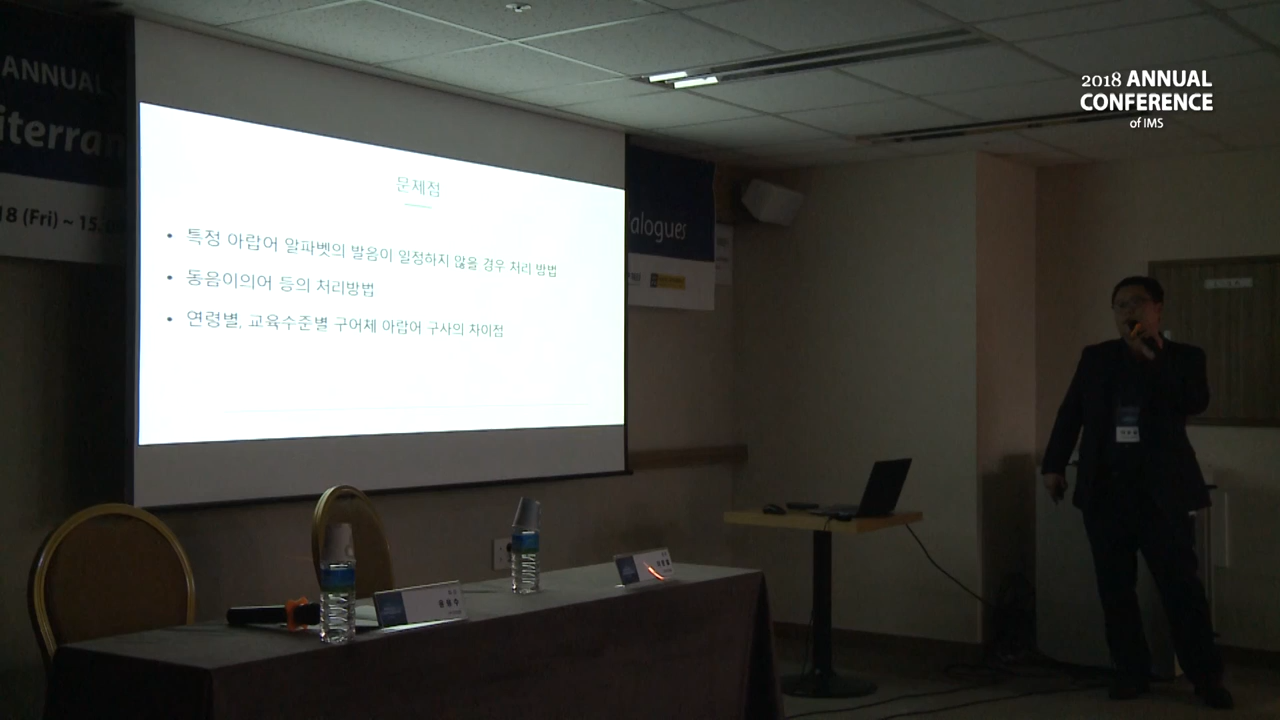 2018 ANNUAL
CONFERENCE
of IMS
ANNUAL
iterran
18 (Fri) ~ 15:
alogues
문제점
• 특정 아랍어 알파벳의 발음이 일정하지 않을 경우 처리 방법
• 동음이의어 등의 처리방법
• 연령별, 교육수준별 구어체 아랍어 구사의 차이점